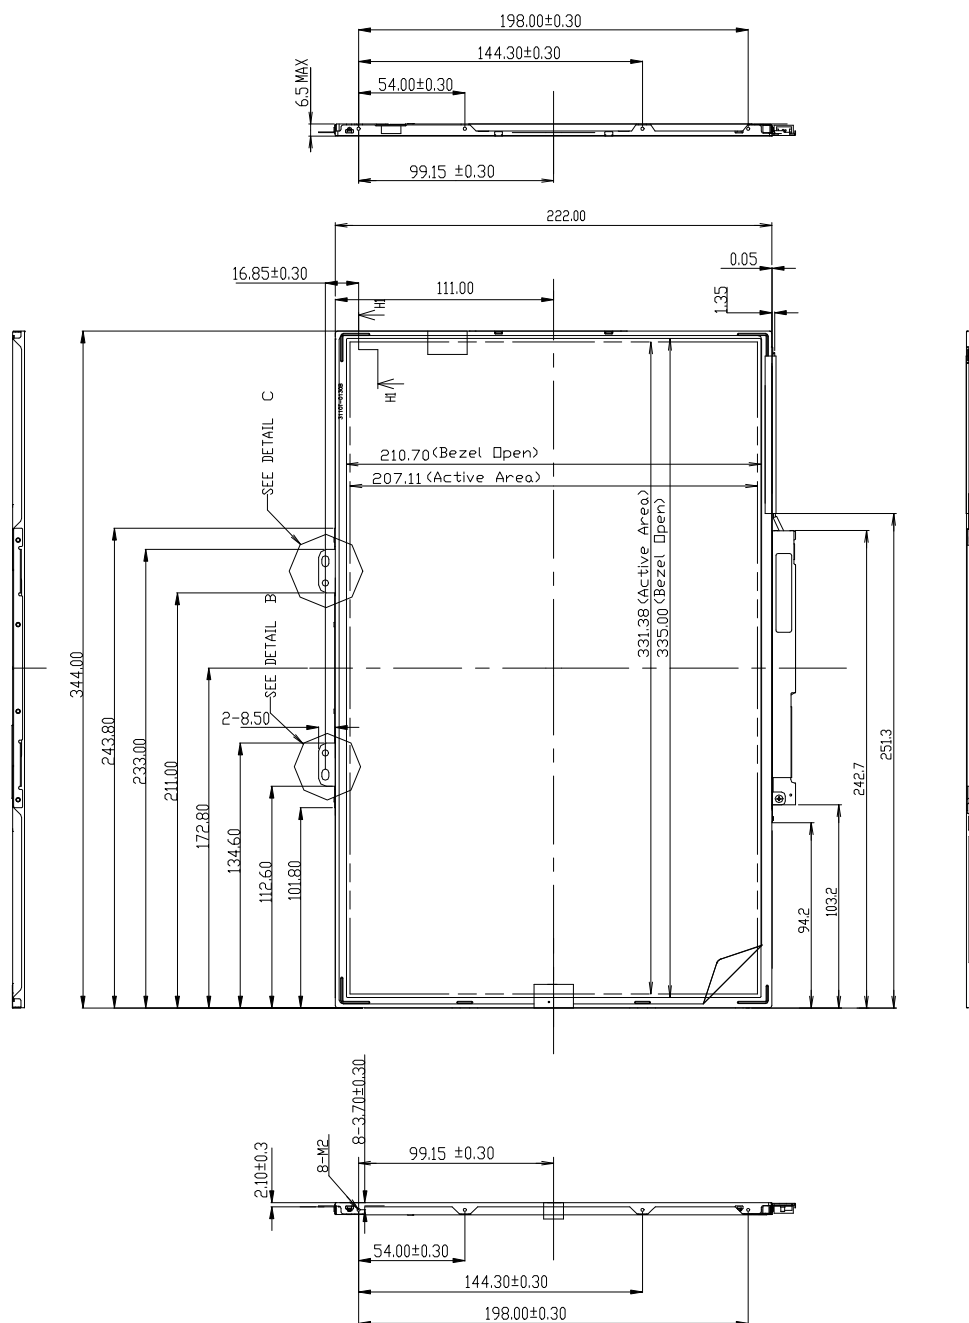 198.00±0.30
144.30±0.30
54.00±0.30
6.5 MAX
99.15 ±0.30
222.00
0.05
16.85±0.30
111.00
1.35
H1
H1
SEE DETAIL C
210.70(Bezel Open)
207.11(Active Area)
331.38(Active Area)
335.00(Bezel Open)
SEE DETAIL B
2-8.50
344.00
243.80
233.00
211.00
172.80
134.60
112.60
101.80
251.3
242.7
103.2
94.2
8-3.70±0.30
8-M2
2.10±0.3
99.15 ±0.30
54.00±0.30
144.30±0.30
198.00±0.30